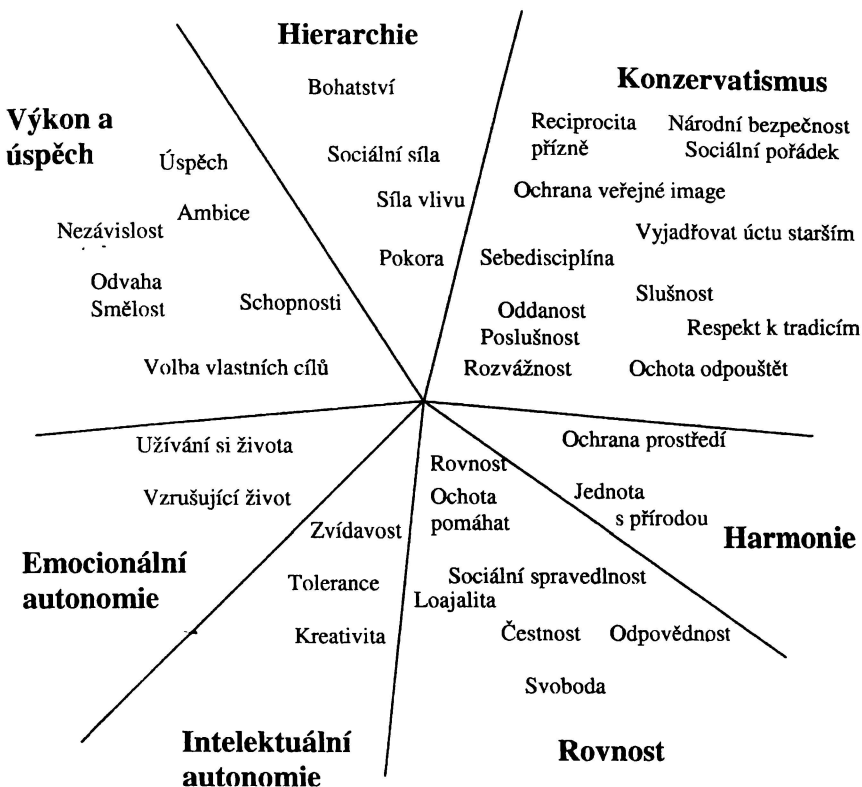 Hierarchie
Bohatství
Sociální síla
Síla vlivu
Pokora
Konzervatismus
Reciprocita
přízně
Národní bezpečnost
Sociální pořádek
Ochrana veřejné image
Vyjadřovat úctu starším
Sebedisciplína
Slušnost
Oddanost
Poslušnost
Respekt k tradicím
Rozvážnost
Ochota odpouštět
Výkon a
úspěch
Úspěch
Ambice
Nezávislost
Odvaha
Smělost
Schopnosti
Volba vlastních cílů
Užívání si života
Vzrušující život
Emocionální
autonomie
Zvídavost
Tolerance
Kreativita
Intelektuální
autonomie
Rovnost
Ochota
pomáhat
Sociální spravedlnost
Loajalita
Čestnost
Odpovědnost
Svoboda
Rovnost
Ochrana prostředí
Jednota
s přírodou
Harmonie